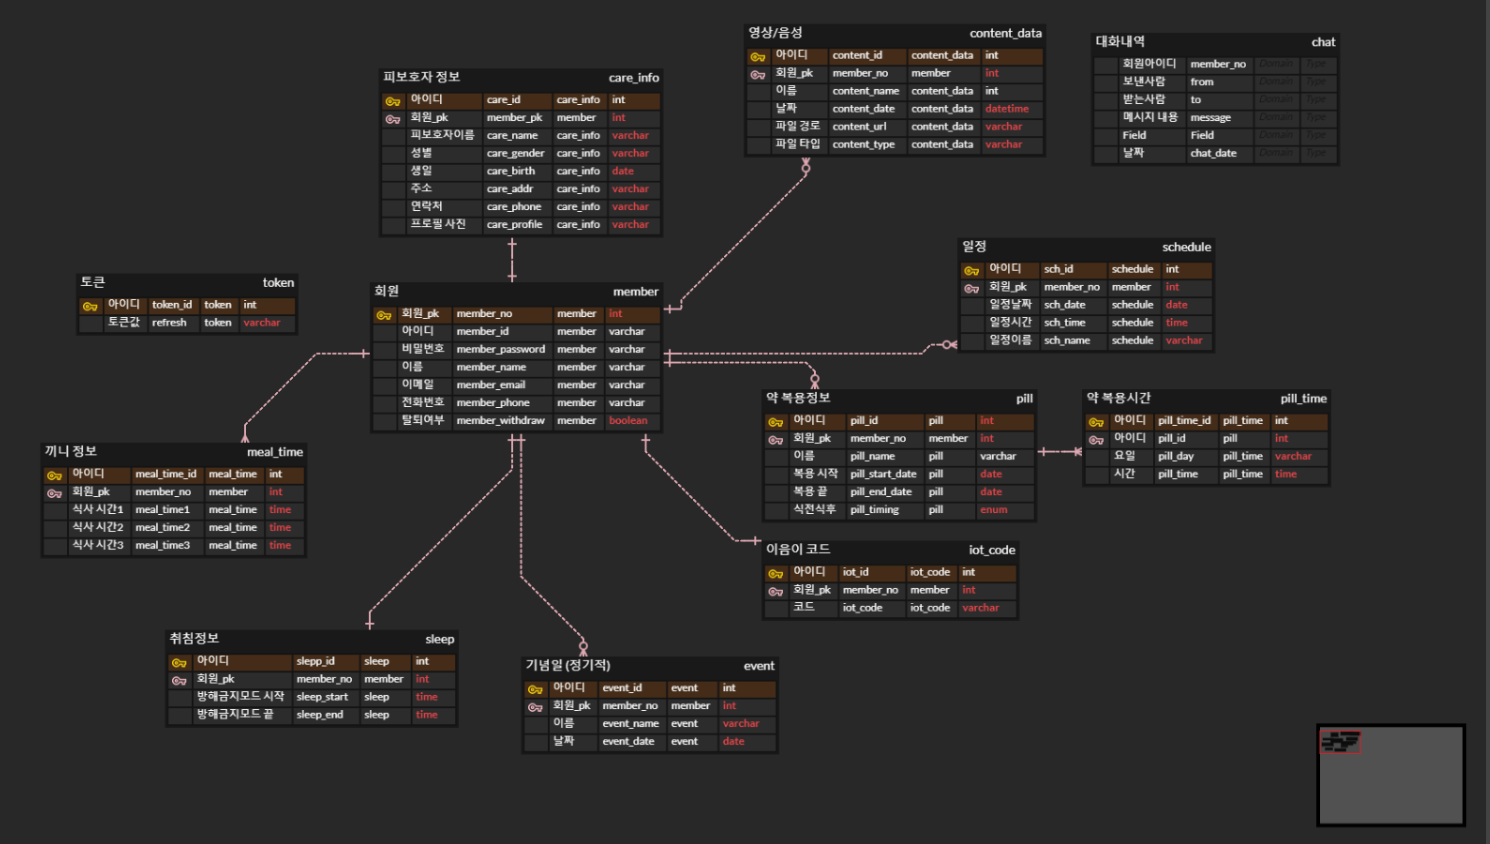 영상/음성 content_data
아이디 content_id content_data int
회원_pk member_no member int
이름 content_name content_data int
날짜 content_date content_data datetime
파일 경로 content_url content_data varchar
파일 타입 content_type content_data varchar
대화내역 chat
회원아이디 member_no Domain Type
보낸사람 from Domain Type
받는사람 to Domain Type
메시지 내용 message Domain Type
Field Field Domain Type
날짜 chat_date Domain Type
피보호자 정보 care_info
아이디 care_id care_info int
회원_pk member_pk member int
피보호자이름 care_name care_info varchar
성별 care_gender care_info varchar
생일 care_birth care_info date
주소 care_addr care_info varchar
연락처 care_phone care_info varchar
프로필 사진 care_profile care_info varchar
일정 schedule
아이디 sch_id schedule int
회원_pk member_no member int
일정날짜 sch_date schedule date
일정시간 sch_time schedule time
일정이름 sch_name schedule varchar
토큰 token
아이디 token_id token int
토큰값 refresh token varchar
회원 member
회원_pk member_no member int
아이디 member_id member varchar
비밀번호 member_password member varchar
이름 member_name member varchar
이메일 member_email member varchar
전화번호 member_phone member varchar
탈퇴여부 member_withdraw member boolean
약 복용정보 pill
아이디 pill_id pill int
회원_pk member_no member int
이름 pill_name pill varchar
복용 시작 pill_start_date pill date
복용 끝 pill_end_date pill date
식전식후 pill_timing pill enum
약 복용시간 pill_time
아이디 pill_time_id pill_time int
아이디 pill_id pill int
요일 pill_day pill_time varchar
시간 pill_time pill_time time
끼니 정보 meal_time
아이디 meal_time_id meal_time int
회원_pk member_no member int
식사 시간1 meal_time1 meal_time time
식사 시간2 meal_time2 meal_time time
식사 시간3 meal_time3 meal_time time
이음이 코드 iot_code
아이디 iot_id iot_code int
회원_pk member_no member int
코드 iot_code iot_code varchar
취침정보 sleep
아이디 slepp_id sleep int
회원_pk member_no member int
방해금지모드 시작 sleep_start sleep time
방해금지모드 끝 sleep_end sleep time
기념일 (정기적) event
아이디 event_id event int
회원_pk member_no member int
이름 event_name event varchar
날짜 event_date event date